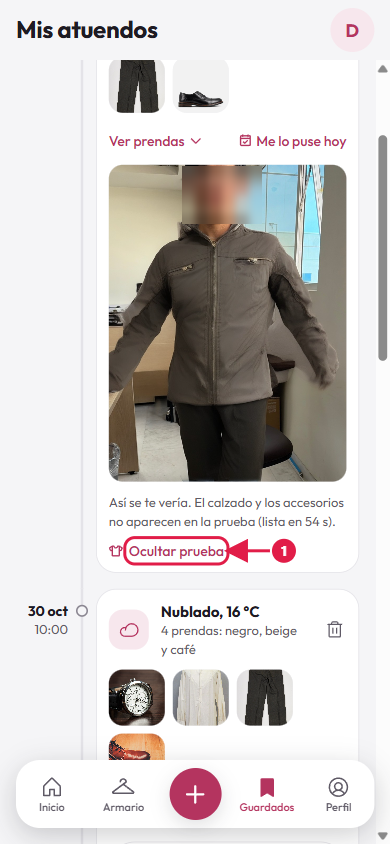 Mis atuendos
D
Ver prendas
Me lo puse hoy
Así se te vería. El calzado y los accesorios
no aparecen en la prueba (lista en 54 s).
Ocultar prueba
1
30 oct
10:00
Nublado, 16 °C
4 prendas: negro, beige
y café
Inicio
Armario
Guardados
Perfil